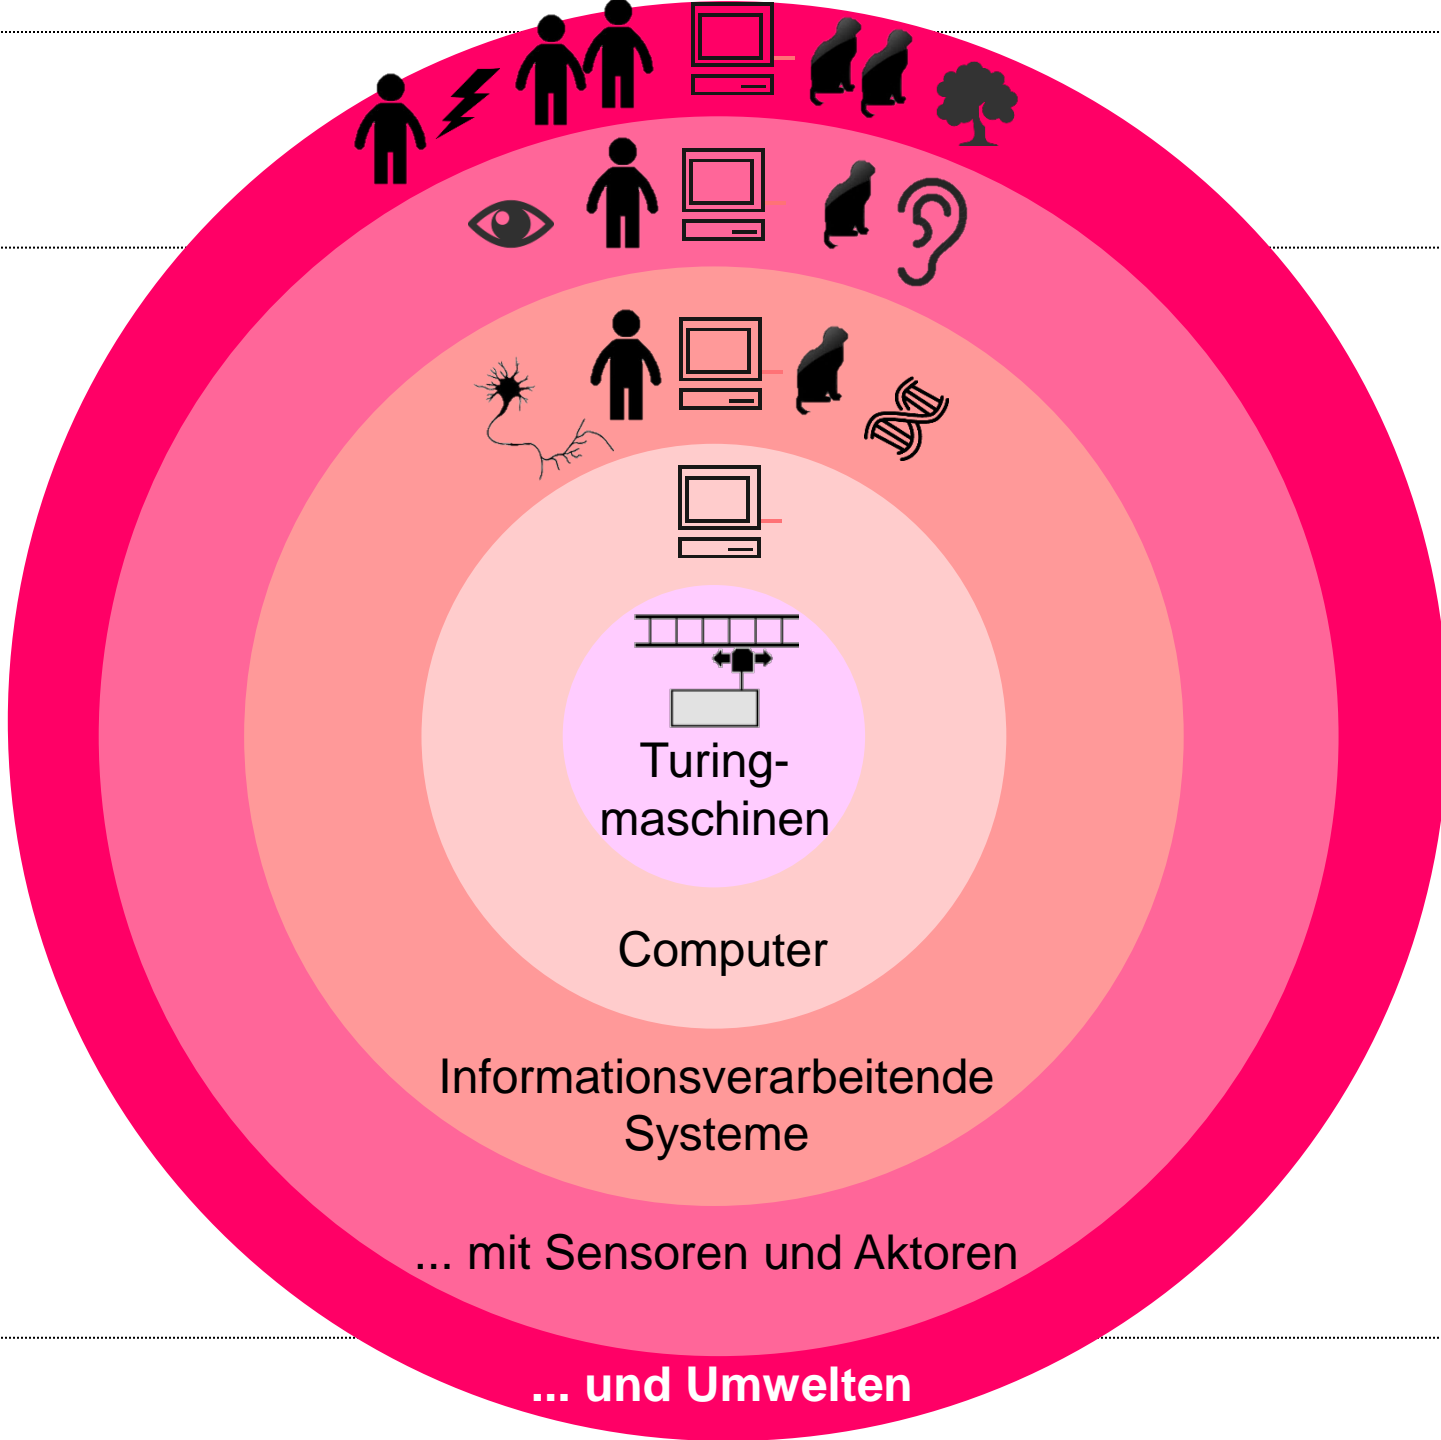 Turing-
maschinen
Computer
Informationsverarbeitende
Systeme
... mit Sensoren und Aktoren
... und Umwelten